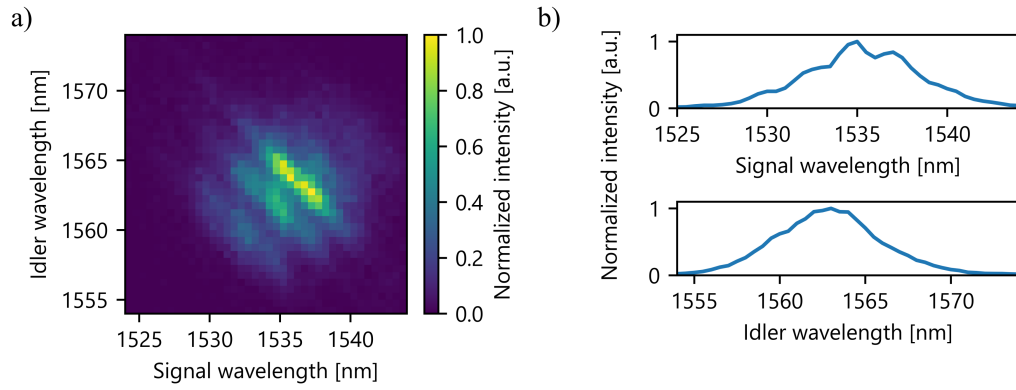 a)
Idler wavelength [nm]
1570
1565
1560
1555
1525 1530 1535 1540
Signal wavelength [nm]
1.0
0.8
0.6
0.4
0.2
0.0
Normalized intensity [a.u.]
b)
Normalized intensity [a.u.]
1
0
1525 1530 1535 1540
Signal wavelength [nm]
1
0
1555 1560 1565 1570
Idler wavelength [nm]